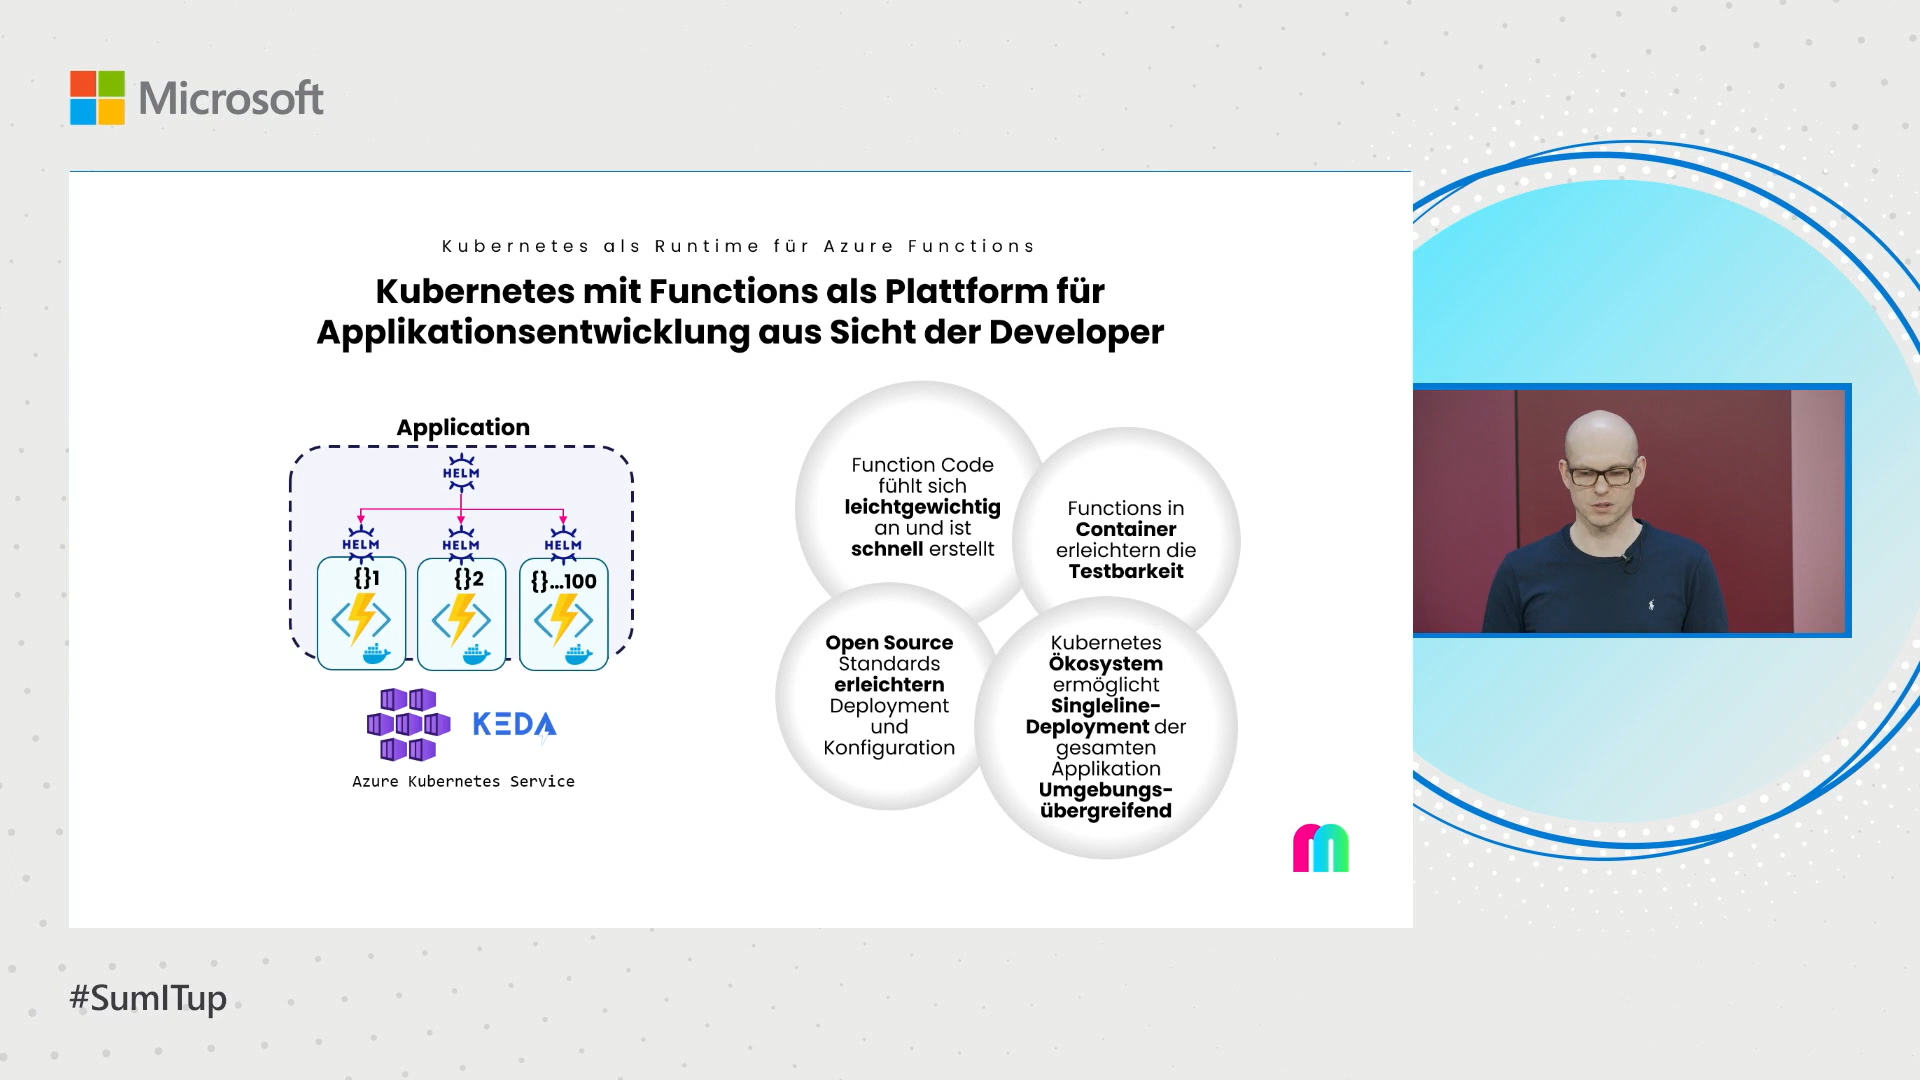 Microsoft
Kubernetes als Runtime für Azure Functions
Kubernetes mit Functions als Plattform für
Applikationsentwicklung aus Sicht der Developer
Application
HELM
HELM
HELM
HELM
{}1
{}2
{}...100
KEDA
Azure Kubernetes Service
Function Code
fühlt sich
leichtgewichtig
an und ist
schnell erstellt
Functions in
Container
erleichtern die
Testbarkeit
Open Source
Standards
erleichtern
Deployment
und
Konfiguration
Kubernetes
Ökosystem
ermöglicht
Singleline-
Deployment der
gesamten
Applikation
Umgebungs-
übergreifend
#SumITup